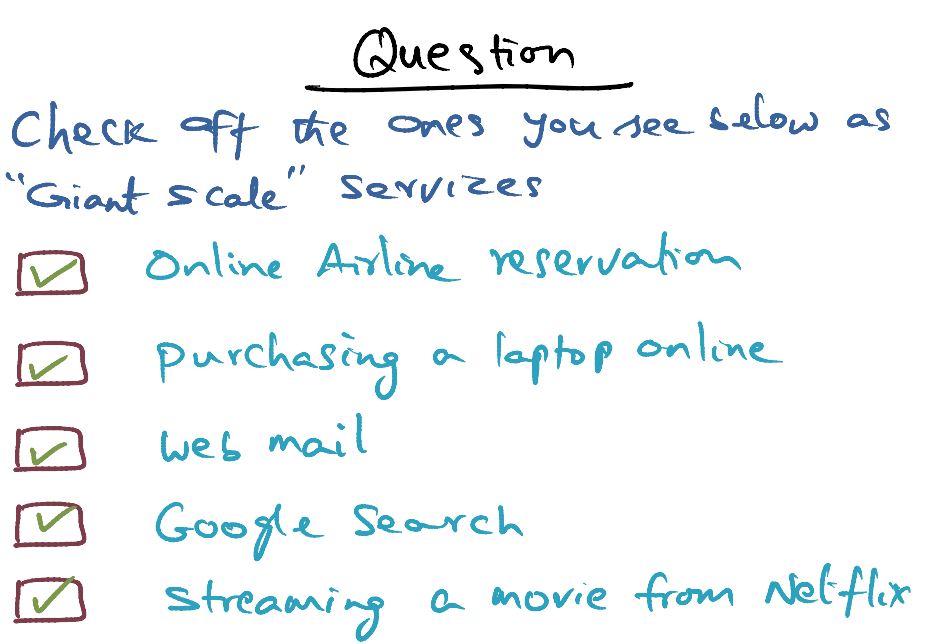 Question
Check off the ones you see below as
"Giant scale" services
Online Airline reservation
Purchasing a laptop online
Web mail
Google Search
Streaming a movie from Netflix